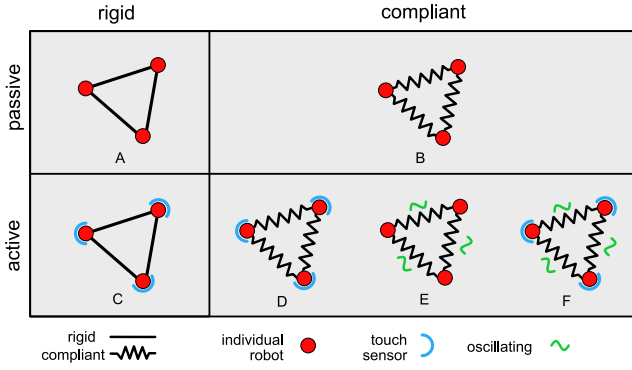 rigid compliant
passive
A B
active
C D E F
rigid
compliant
individual
robot
touch
sensor
oscillating